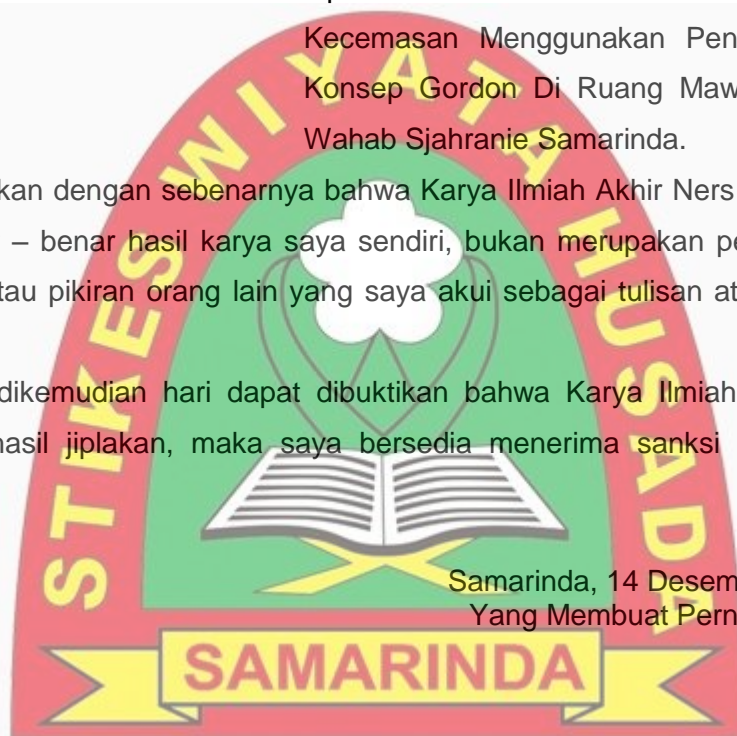 Kecemasan Menggunakan Pen
Konsep Gordon Di Ruang Maw
Wahab Sjahranie Samarinda.
kan dengan sebenarnya bahwa Karya Ilmiah Akhir Ners
– benar hasil karya saya sendiri, bukan merupakan pe
tau pikiran orang lain yang saya akui sebagai tulisan at
dikemudian hari dapat dibuktikan bahwa Karya Ilmiah
hasil jiplakan, maka saya bersedia menerima sanksi
Samarinda, 14 Desem
Yang Membuat Pern
STIKES WIYATA HUSADA
SAMARINDA